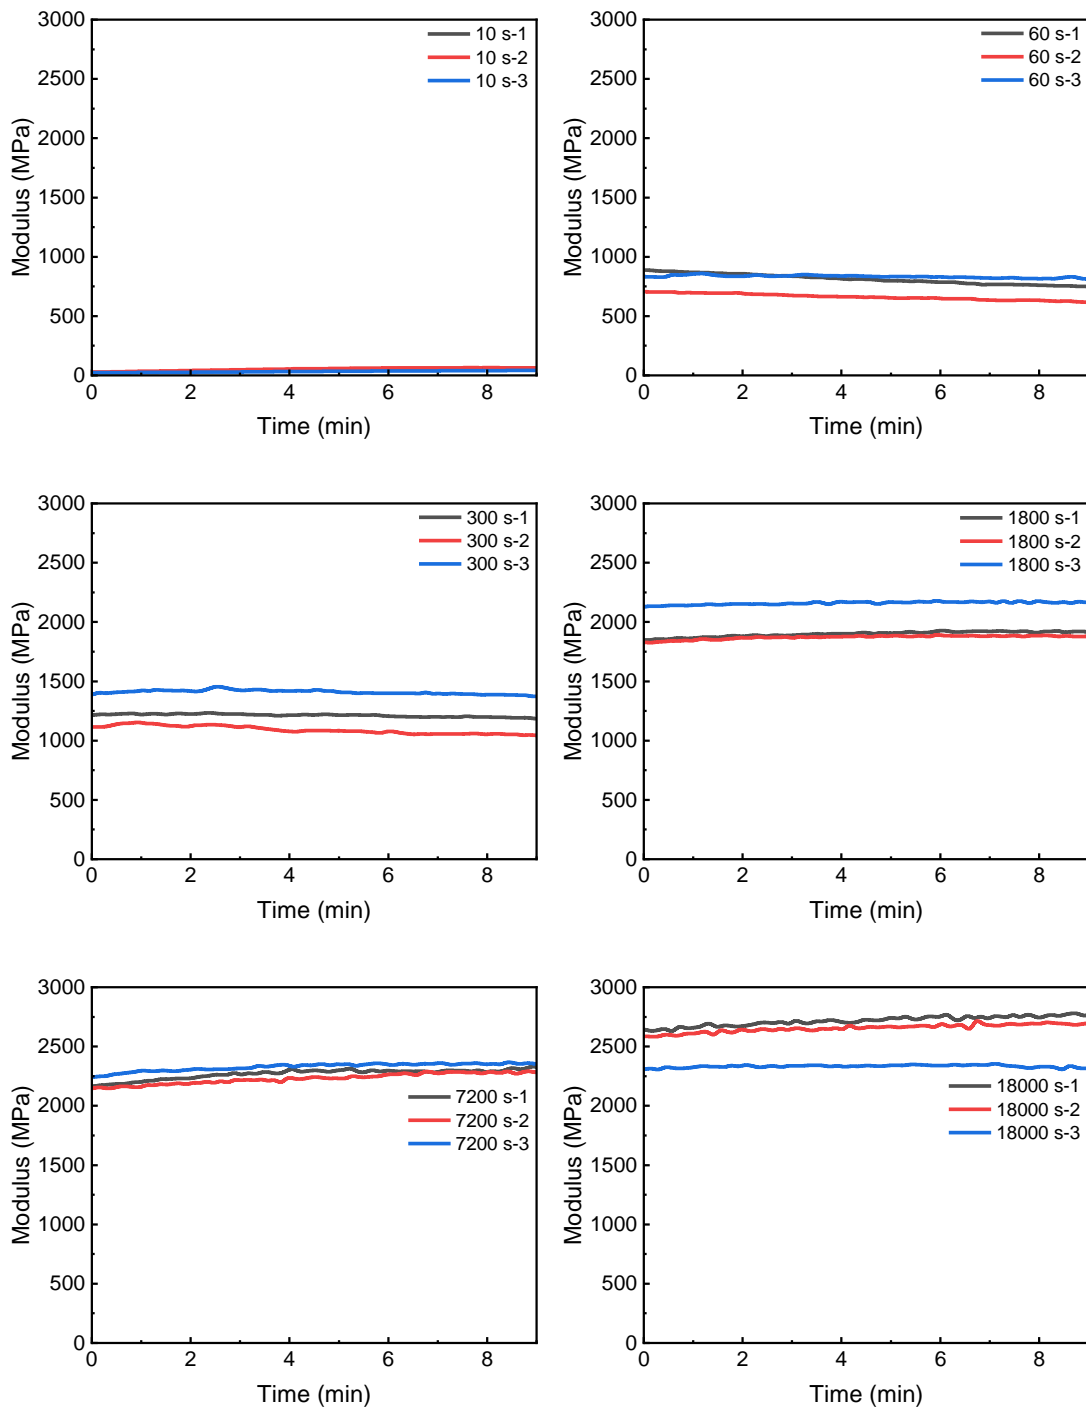 3000
2500
2000
1500
1000
500
0
Modulus (MPa)
10 s-1
10 s-2
10 s-3
0 2 4 6 8
Time (min)
3000
2500
2000
1500
1000
500
0
Modulus (MPa)
60 s-1
60 s-2
60 s-3
0 2 4 6 8
Time (min)
3000
2500
2000
1500
1000
500
0
Modulus (MPa)
300 s-1
300 s-2
300 s-3
0 2 4 6 8
Time (min)
3000
2500
2000
1500
1000
500
0
Modulus (MPa)
1800 s-1
1800 s-2
1800 s-3
0 2 4 6 8
Time (min)
3000
2500
2000
1500
1000
500
0
Modulus (MPa)
7200 s-1
7200 s-2
7200 s-3
0 2 4 6 8
Time (min)
3000
2500
2000
1500
1000
500
0
Modulus (MPa)
18000 s-1
18000 s-2
18000 s-3
0 2 4 6 8
Time (min)